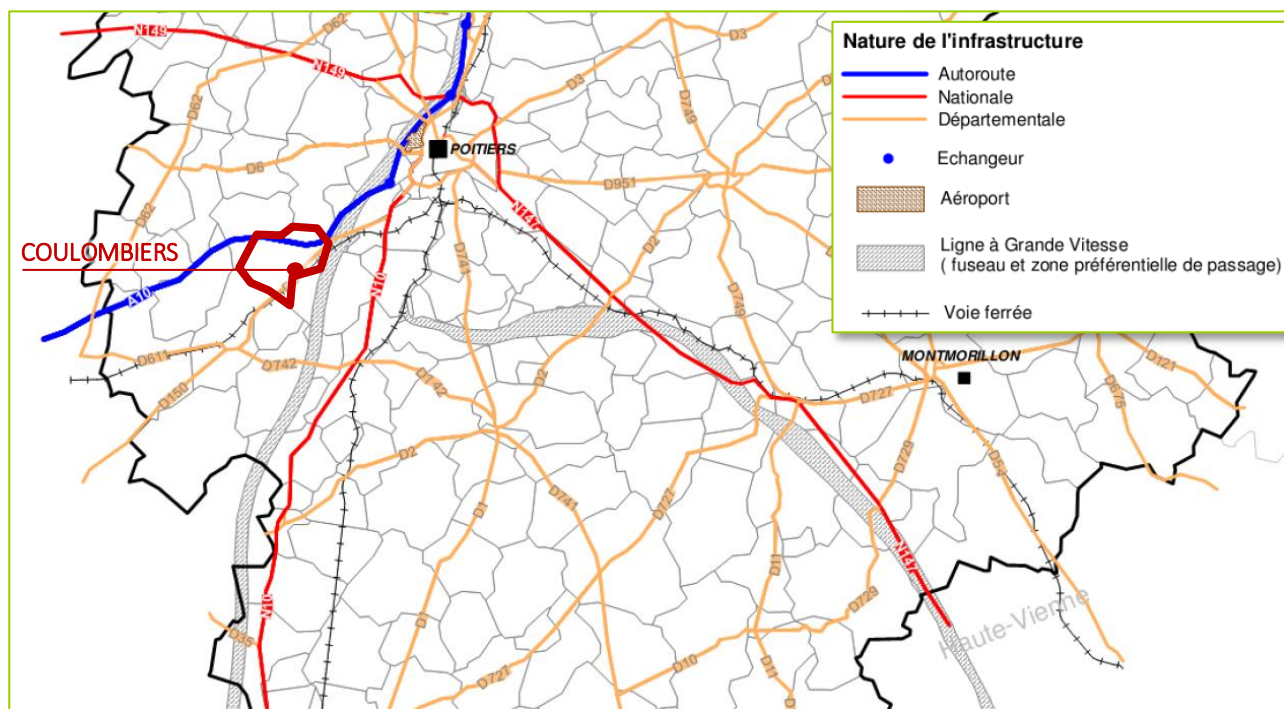 N149
N149
D62
D3
D3
D749
D62
D6
POITIERS
D951
D62
N147
D2
D741
COULOMBIERS
A10
N10
D749
D611
D742
D742
D2
D150
D2
D727
D729
D54
D675
D121
MONTMORILLON
D1
D741
D727
D11
N147
N10
D35
D1
D729
D727
D10
D11
Haute-Vienne
Nature de l'infrastructure
Autoroute
Nationale
Départementale
Echangeur
Aéroport
Ligne à Grande Vitesse
( fuseau et zone préférentielle de passage)
Voie ferrée